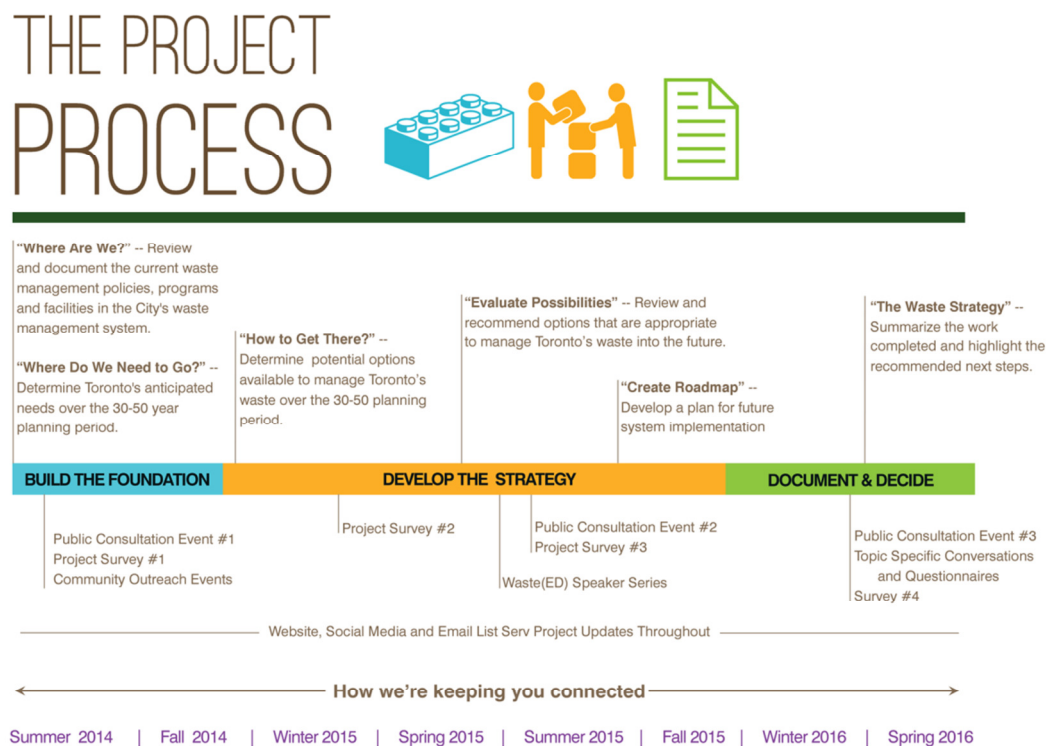 THE PROJECT
PROCESS
“Where Are We?” -- Review
and document the current waste
management policies, programs
and facilities in the City's waste
management system.
“Where Do We Need to Go?” --
Determine Toronto's anticipated
needs over the 30-50 year
planning period.
“How to Get There?” --
Determine potential options
available to manage Toronto’s
waste over the 30-50 planning
period.
“Evaluate Possibilities” -- Review and
recommend options that are appropriate
to manage Toronto’s waste into the future.
“Create Roadmap” --
Develop a plan for future
system implementation
“The Waste Strategy” --
Summarize the work
completed and highlight the
recommended next steps.
BUILD THE FOUNDATION
DEVELOP THE STRATEGY
DOCUMENT & DECIDE
Public Consultation Event #1
Project Survey #1
Community Outreach Events
Project Survey #2
Public Consultation Event #2
Project Survey #3
Waste(ED) Speaker Series
Public Consultation Event #3
Topic Specific Conversations
and Questionnaires
Survey #4
Website, Social Media and Email List Serv Project Updates Throughout
How we’re keeping you connected
Summer 2014 | Fall 2014 | Winter 2015 | Spring 2015 | Summer 2015 | Fall 2015 | Winter 2016 | Spring 2016